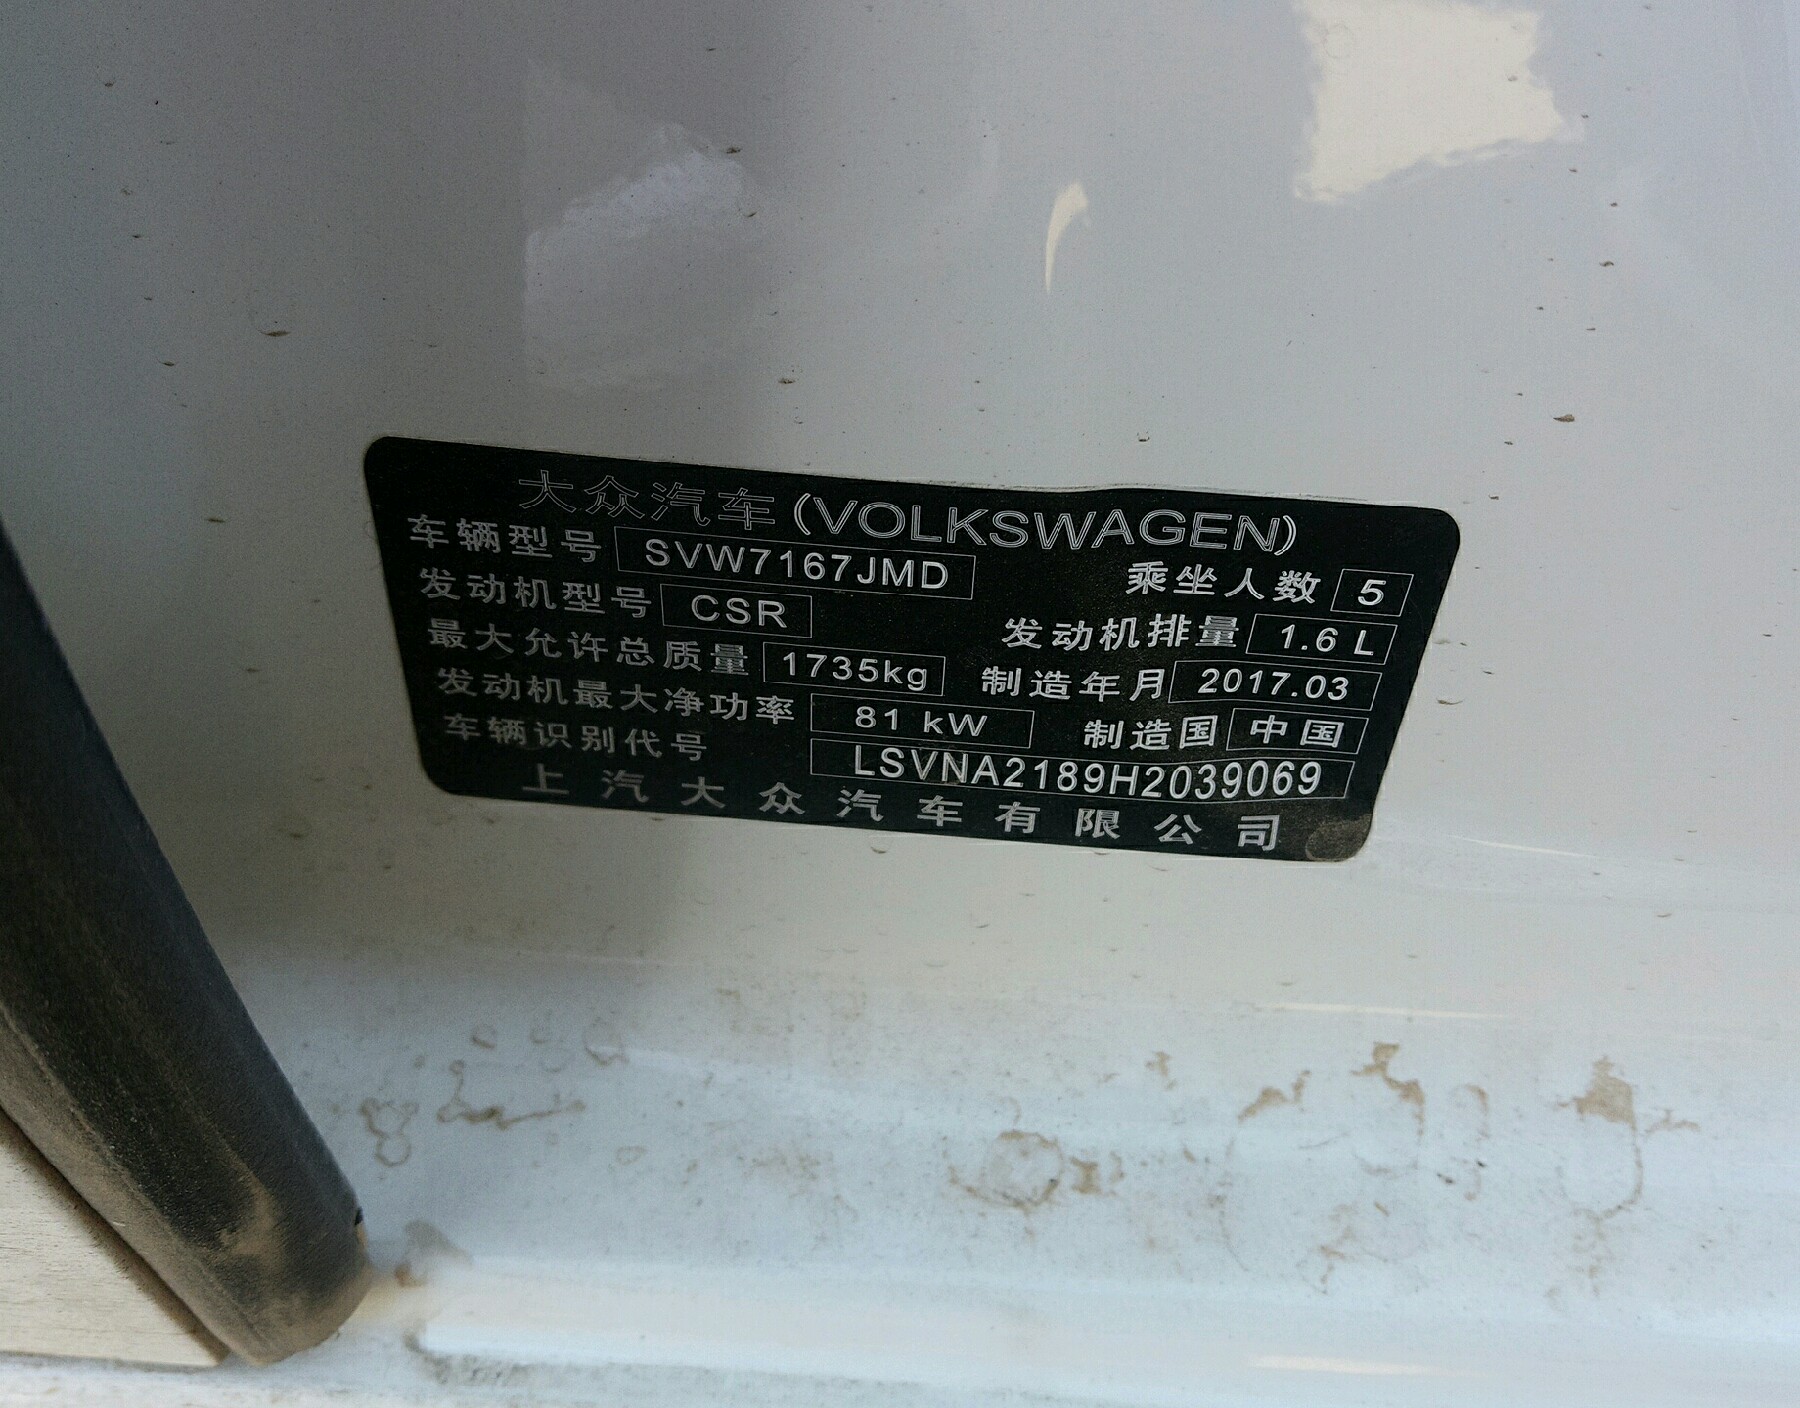 大众汽车(VOLKSWAGEN)
车辆型号 SVW7167JMD 乘坐人数 5
发动机型号 CSR 发动机排量 1.6 L
最大允许总质量 1735kg 制造年月 2017.03
发动机最大净功率 81 kW 制造国 中国
车辆识别代号 LSVNA2189H2039069
上汽大众汽车有限公司